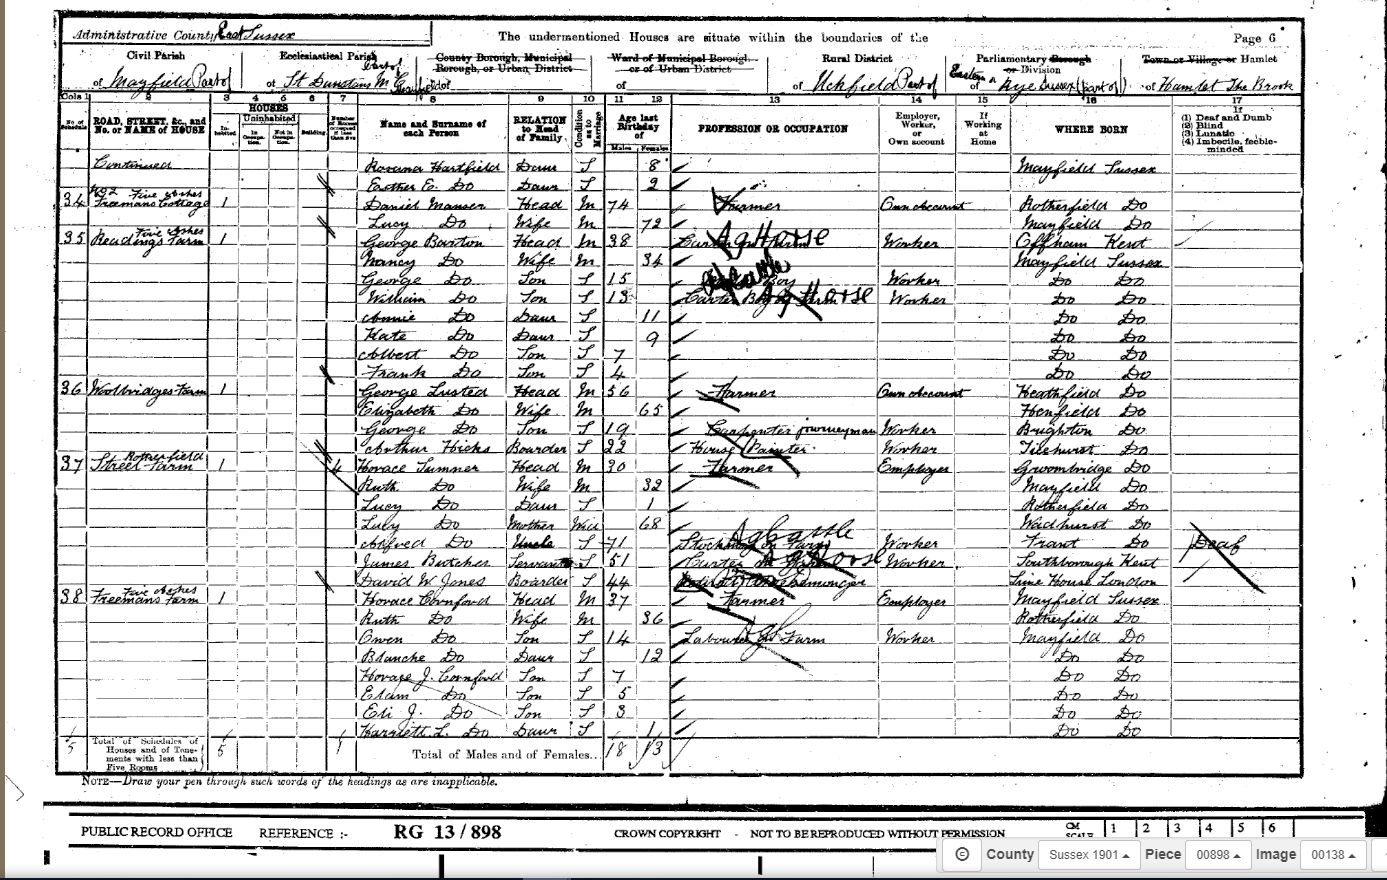 Administrative County East Sussex
The undermentioned Houses are situate within the boundaries of the
Page 6
Civil Parish
Ecclesiastical Parish
County Borough, Municipal Borough, or Urban District
Ward of Municipal Borough or of Urban District
Rural District
Parliamentary Borough or Division
Town or Village or Hamlet
of Mayfield Part of
of St Dunstans
of
of
of Uckfield Part of
of Hamlet The Brook
Cols 1 2 3 4 5 6 7 8 9 10 11 12 13 14 15 16 17
No. of Schedule
ROAD, STREET, &c., and No. or NAME of HOUSE
HOUSES
Inhabited
Uninhabited
In Occupation.
Not in Occupation.
Building
Number of Rooms occupied if less than five
Name and Surname of each Person
RELATION to Head of Family
Condition as to Marriage
Age last Birthday of
Males Females
PROFESSION OR OCCUPATION
Employer, Worker, or Own account
If Working at Home
WHERE BORN
If
(1) Deaf and Dumb
(2) Blind
(3) Lunatic
(4) Imbecile, feeble-minded
Continued Rosanna Hartfield Daur S 8 Mayfield Sussex
Esther E. Do Daur S 2
34 Five Ashes Freemans Cottage 1 Daniel Manser Head M 74 Farmer Own Account Rotherfield Do
Lucy Do Wife M 72 Mayfield Do
35 Five Ashes Readings Farm 1 George Barton Head M 38 Ag Horse Worker Kent
Nancy Do Wife M 34 Mayfield Sussex
George Do Son S 15 Cattle Boy Worker Do Do
William Do Son S 13 Carter Boy Ag Horse Worker Do Do
Annie Do Daur S 11 Do Do
Kate Do Daur S 9 Do Do
Albert Do Son S 7 Do Do
Frank Do Son S 4 Do Do
36 Woolbridges Farm 1 George Lusted Head M 56 Farmer Own Account Heathfield Do
Elizabeth Do Wife M 65 Henfield Do
George Do Son S 19 Carpenter journeyman Worker Brighton Do
Arthur Hicks Boarder S 22 House Painter Worker Ticehurst Do
37 Rotherfield Street Farm 1 4 Horace Sumner Head M 30 Farmer Employer Groombridge Do
Ruth Do Wife M 32 Mayfield Do
Lucy Do Daur S 1 Rotherfield Do
Lucy Do Mother Wid 68 Wadhurst Do
Alfred Do Uncle S 71 Stockman on Farm Ag Cattle Worker Frant Do Deaf
James Butcher Servant S 51 Carter on Farm Ag Horse Worker Southborough Kent
David W. Jones Boarder S 44 Lime House London
38 Five Ashes Freemans Farm 1 Horace Cornford Head M 37 Farmer Employer Mayfield Sussex
Ruth Do Wife M 36 Rotherfield Do
Owen Do Son S 14 Labourer on Farm Ag Worker Mayfield Do
Blanche Do Daur S 12 Do Do
Horace J. Cornford Son S 7 Do Do
Do Son S 5 Do Do
Eli J. Do Son S 3 Do Do
Harriett L. Do Daur S 1 Do Do
5 Total of Schedules of Houses and of Tenements with less than Five Rooms 5 1 Total of Males and of Females... 18 13
NOTE—Draw your pen through such words of the headings as are inapplicable.
PUBLIC RECORD OFFICE REFERENCE :- RG 13 / 898 CROWN COPYRIGHT - NOT TO BE REPRODUCED WITHOUT PERMISSION CM SCALE 1 2 3 4 5 6
© County Sussex 1901 Piece 00898 Image 00138